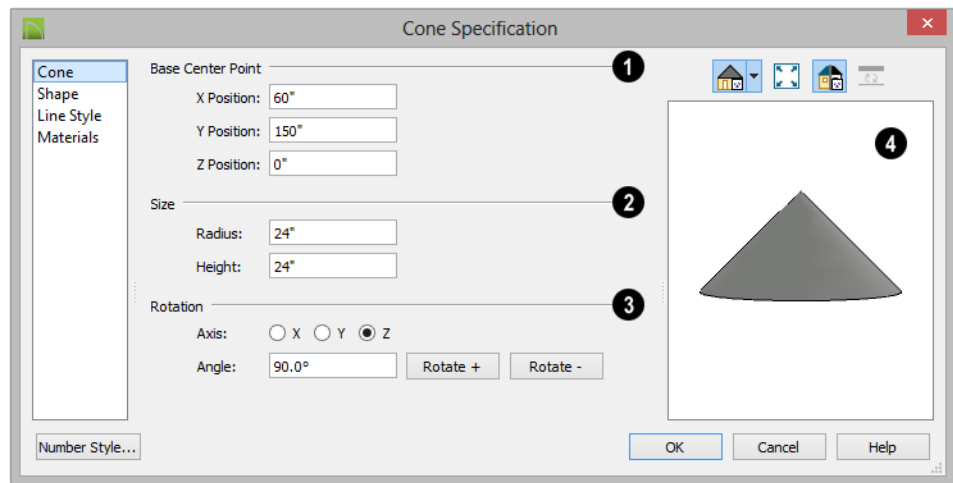 Cone Specification
Cone
Shape
Line Style
Materials
Base Center Point 1
X Position: 60"
Y Position: 150"
Z Position: 0"
Size 2
Radius: 24"
Height: 24"
Rotation 3
Axis: X Y Z
Angle: 90.0° Rotate + Rotate -
4
Number Style... OK Cancel Help